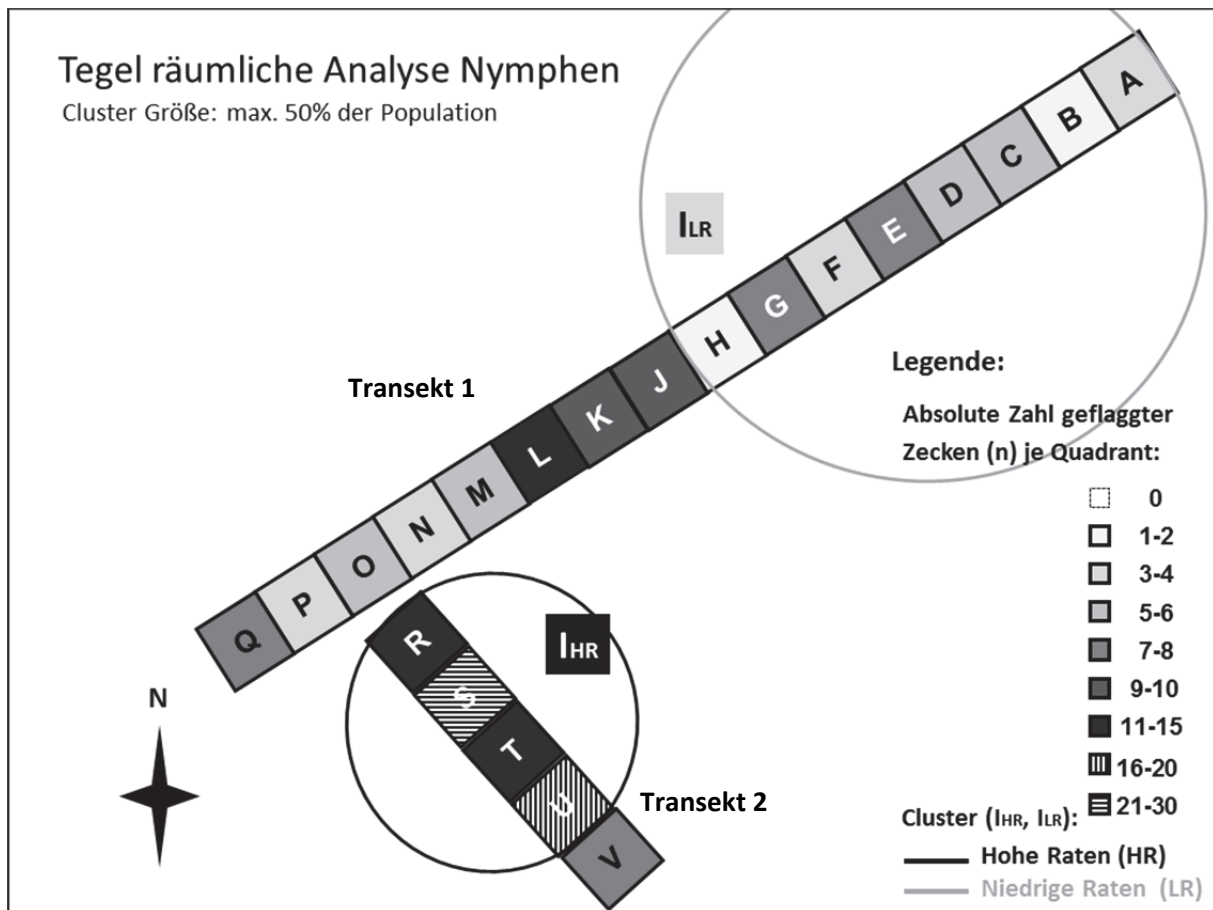 Tegel räumliche Analyse Nymphen
Cluster Größe: max. 50% der Population
A
B
C
D
E
F
G
H
J
K
L
M
N
O
P
Q
ILR
Transekt 1
R
S
T
U
V
IHR
Transekt 2
N
Legende:
Absolute Zahl geflaggter
Zecken (n) je Quadrant:
0
1-2
3-4
5-6
7-8
9-10
11-15
16-20
21-30
Cluster (IHR, ILR):
Hohe Raten (HR)
Niedrige Raten (LR)